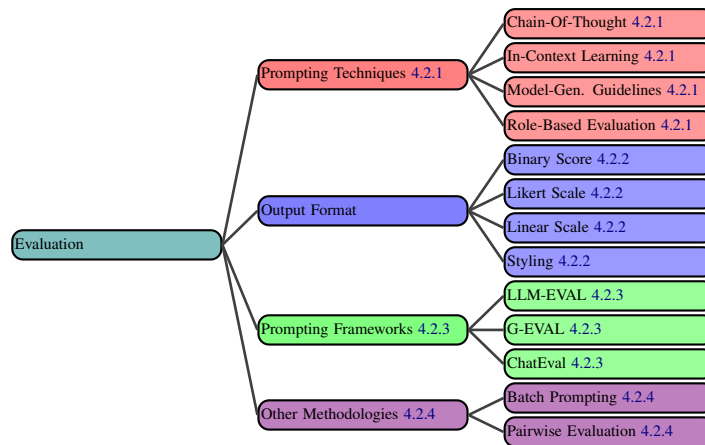 Evaluation
Prompting Techniques 4.2.1
Chain-Of-Thought 4.2.1
In-Context Learning 4.2.1
Model-Gen. Guidelines 4.2.1
Role-Based Evaluation 4.2.1
Output Format
Binary Score 4.2.2
Likert Scale 4.2.2
Linear Scale 4.2.2
Styling 4.2.2
Prompting Frameworks 4.2.3
LLM-EVAL 4.2.3
G-EVAL 4.2.3
ChatEval 4.2.3
Other Methodologies 4.2.4
Batch Prompting 4.2.4
Pairwise Evaluation 4.2.4